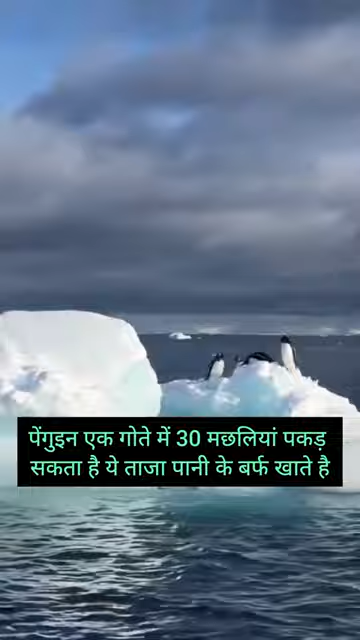 पेंगुइन एक गोते में 30 मछलियां पकड़
सकता है ये ताजा पानी के बर्फ खाते है